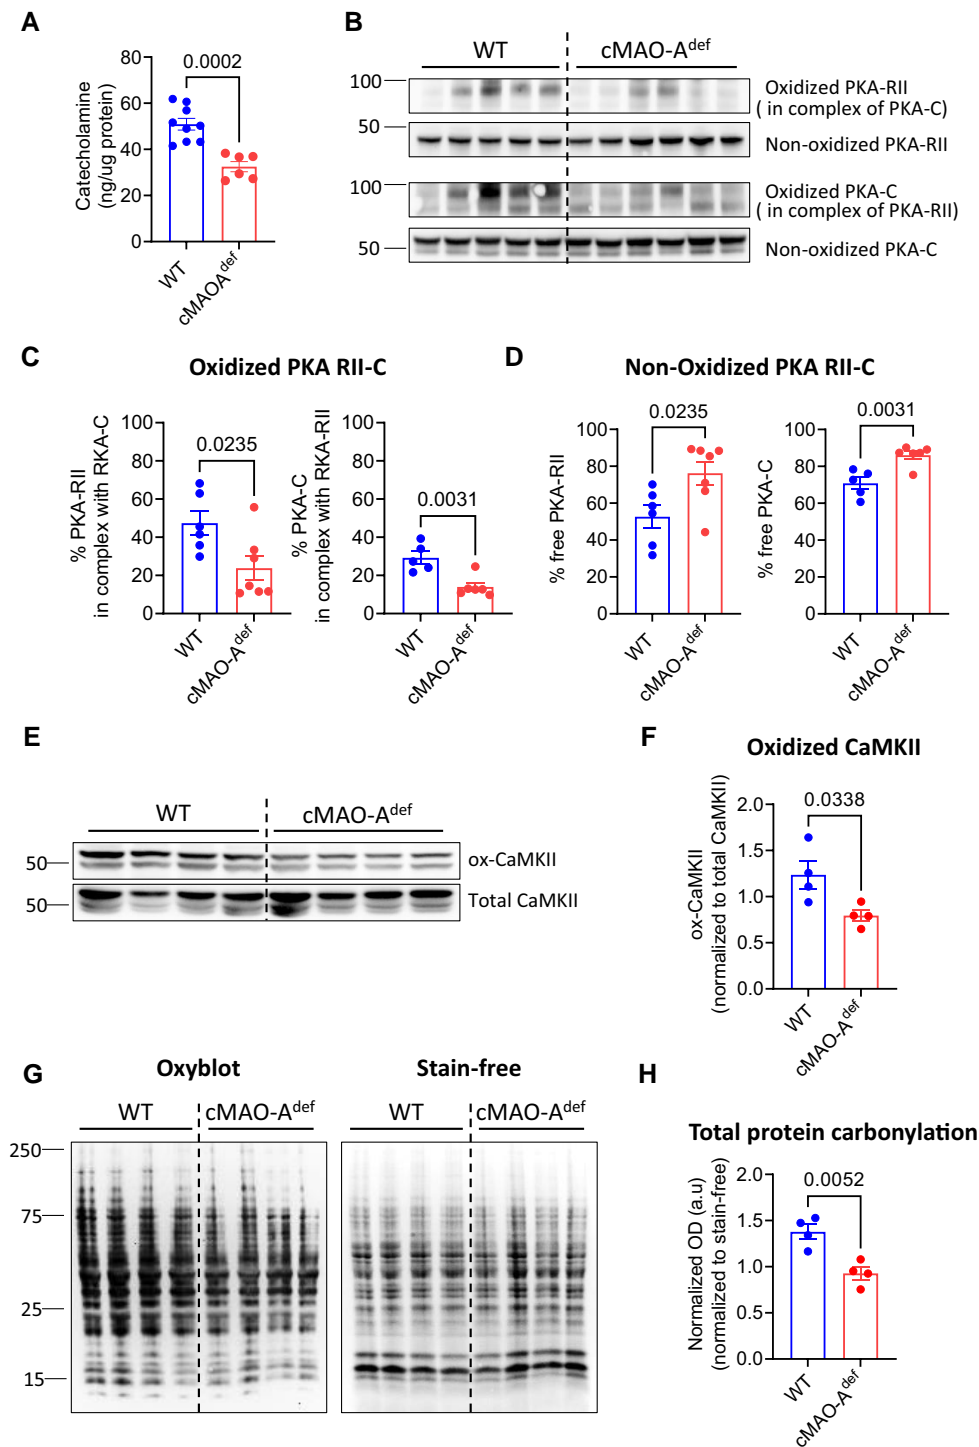 A
Catecholamine
(ng/ug protein)
80
60
40
20
0
0.0002
WT
cMAOA^def
B
WT
cMAO-A^def
100
Oxidized PKA-RII
( in complex of PKA-C)
50
Non-oxidized PKA-RII
100
Oxidized PKA-C
( in complex of PKA-RII)
50
Non-oxidized PKA-C
C
Oxidized PKA RII-C
% PKA-RII
in complex with RKA-C
100
80
60
40
20
0
0.0235
WT
cMAO-A^def
% PKA-C
in complex with RKA-RII
100
80
60
40
20
0
0.0031
WT
cMAO-A^def
D
Non-Oxidized PKA RII-C
% free PKA-RII
100
80
60
40
20
0
0.0235
WT
cMAO-A^def
% free PKA-C
100
80
60
40
20
0
0.0031
WT
cMAO-A^def
E
WT
cMAO-A^def
50
ox-CaMKII
50
Total CaMKII
F
Oxidized CaMKII
ox-CaMKII
(normalized to total CaMKII)
2.0
1.5
1.0
0.5
0.0
0.0338
WT
cMAO-A^def
G
Oxyblot
WT
cMAO-A^def
250
75
25
15
Stain-free
WT
cMAO-A^def
H
Total protein carbonylation
Normalized OD (a.u)
(normalized to stain-free)
2.0
1.5
1.0
1.5
0.0
0.0052
WT
cMAO-A^def